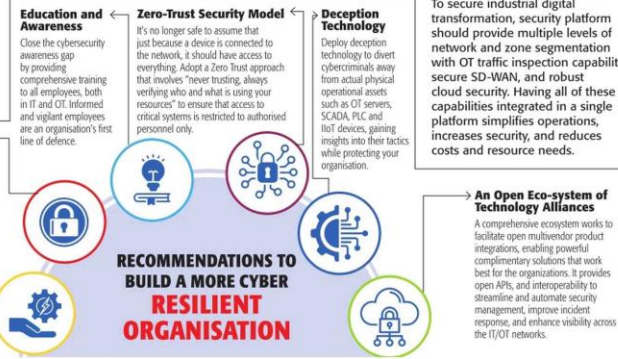 Education and
Awareness
Close the cybersecurity
awareness gap
by providing
comprehensive training
to all employees, both
in IT and OT. Informed
and vigilant employees
are an organisation's first
line of defence.
Zero-Trust Security Model
It's no longer safe to assume that
just because a device is connected to
the network, it should have access to
everything. Adopt a Zero Trust approach
that involves "never trusting, always
verifying who and what is using your
resources" to ensure that access to
critical systems is restricted to authorised
personnel only.
Deception
Technology
Deploy deception
technology to divert
cybercriminals away
from actual physical
operational assets
such as OT servers,
SCADA, PLC and
IIoT devices, gaining
insights into their tactics
while protecting your
organisation.
To secure industrial digital
transformation, security platform
should provide multiple levels of
network and zone segmentation
with OT traffic inspection capabilit
secure SD-WAN, and robust
cloud security. Having all of these
capabilities integrated in a single
platform simplifies operations,
increases security, and reduces
costs and resource needs.
An Open Eco-system of
Technology Alliances
A comprehensive ecosystem works to
facilitate open multivendor product
integrations, enabling powerful
complimentary solutions that work
best for the organizations. It provides
open APIs, and interoperability to
streamline and automate security
management, improve incident
response, and enhance visibility across
the IT/OT networks.
RECOMMENDATIONS TO
BUILD A MORE CYBER
RESILIENT
ORGANISATION